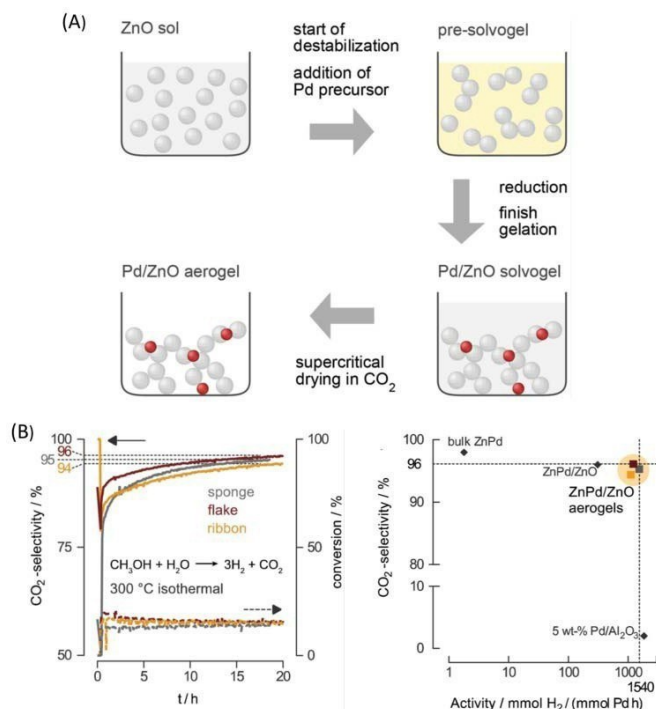 (A)
ZnO sol
start of
destabilization
addition of
Pd precursor
pre-solvogel
reduction
finish
gelation
Pd/ZnO aerogel
Pd/ZnO solvogel
supercritical
drying in CO₂
(B)
100
96
95
94
75
50
CO₂-selectivity / %
sponge
flake
ribbon
CH₃OH + H₂O → 3H₂ + CO₂
300 °C isothermal
100
50
0
conversion / %
0 5 10 15 20
t / h
100
96
90
80
10
0
CO₂-selectivity / %
bulk ZnPd
ZnPd/ZnO
ZnPd/ZnO
aerogels
5 wt-% Pd/Al₂O₃
1 10 100 1000
1540
Activity / mmol H₂ / (mmol Pd h)